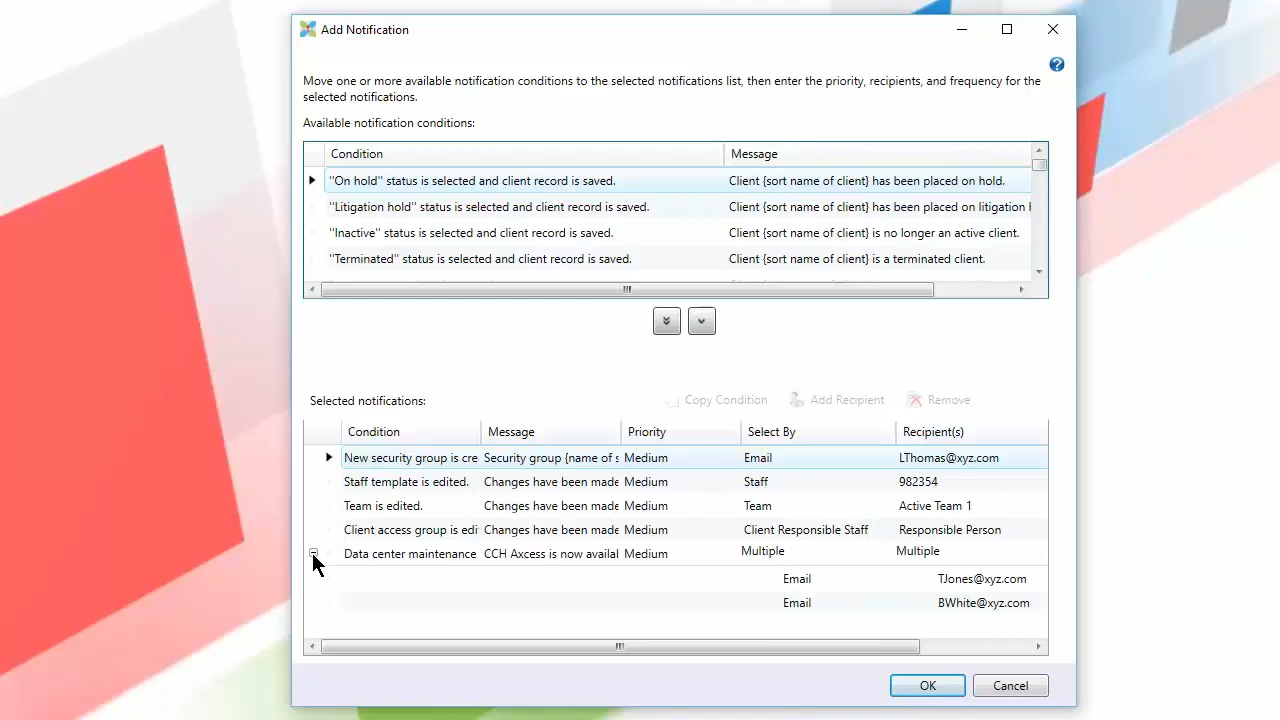 Add Notification
Move one or more available notification conditions to the selected notifications list, then enter the priority, recipients, and frequency for the
selected notifications.
Available notification conditions:
Condition Message
"On hold" status is selected and client record is saved. Client {sort name of client} has been placed on hold.
"Litigation hold" status is selected and client record is saved. Client {sort name of client} has been placed on litigation
"Inactive" status is selected and client record is saved. Client {sort name of client} is no longer an active client.
"Terminated" status is selected and client record is saved. Client {sort name of client} is a terminated client.
Selected notifications: Copy Condition Add Recipient Remove
Condition Message Priority Select By Recipient(s)
New security group is cre Security group {name of s Medium Email LThomas@xyz.com
Staff template is edited. Changes have been made Medium Staff 982354
Team is edited. Changes have been made Medium Team Active Team 1
Client access group is edi Changes have been made Medium Client Responsible Staff Responsible Person
Data center maintenance CCH Axcess is now availal Medium Multiple Multiple
Email TJones@xyz.com
Email BWhite@xyz.com
OK Cancel